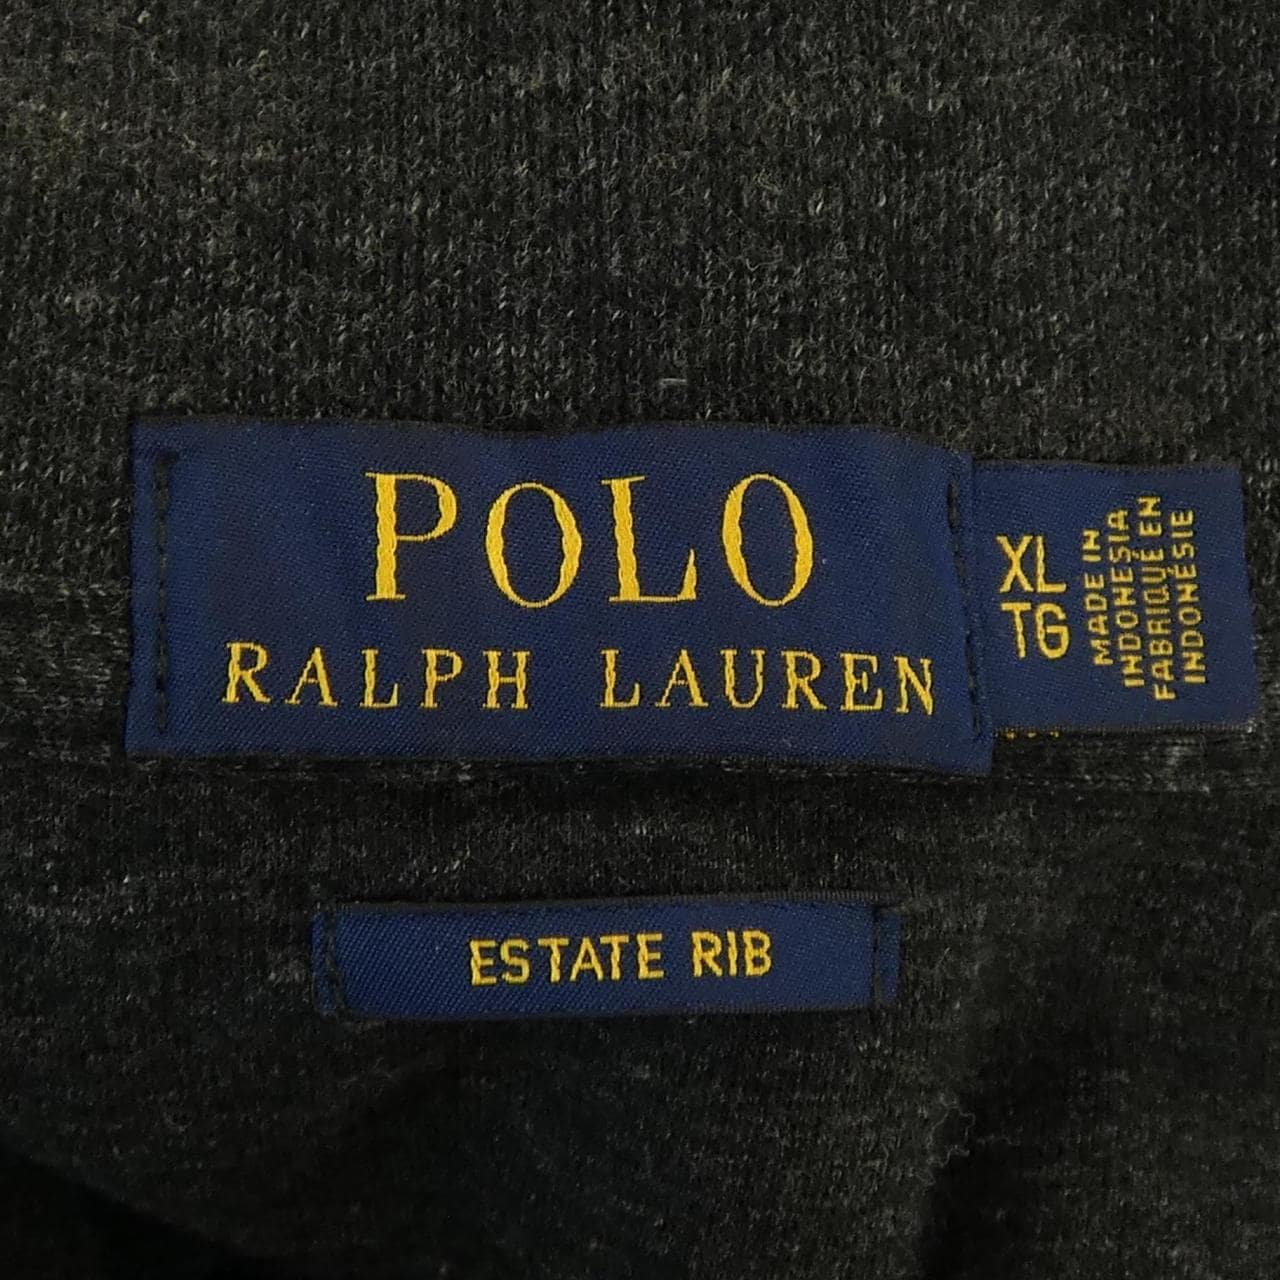 POLO
RALPH LAUREN
XL
TG
MADE IN
INDONESIA
FABRIQUÉ EN
INDONÉSIE
ESTATE RIB